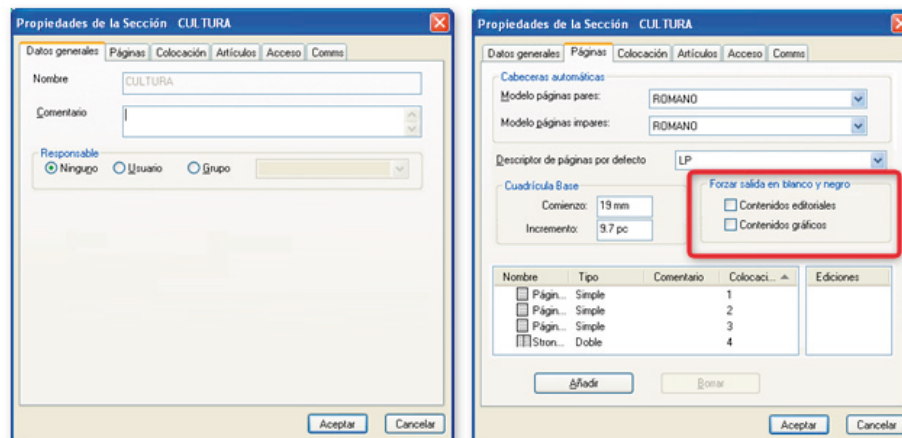 Propiedades de la Sección CULTURA
Datos generales Páginas Colocación Artículos Acceso Comms
Nombre CULTURA
Comentario
Responsable
Ninguno Usuario Grupo
Aceptar Cancelar
Propiedades de la Sección CULTURA
Datos generales Páginas Colocación Artículos Acceso Comms
Cabeceras automáticas
Modelo páginas pares: ROMANO
Modelo páginas impares: ROMANO
Descriptor de páginas por defecto LP
Cuadrícula Base
Comienzo: 19 mm
Incremento: 9.7 pc
Forzar salida en blanco y negro
Contenidos editoriales
Contenidos gráficos
Nombre Tipo Comentario Colocaci... Ediciones
Págin... Simple 1
Págin... Simple 2
Págin... Simple 3
Stron... Doble 4
Añadir Borrar
Aceptar Cancelar